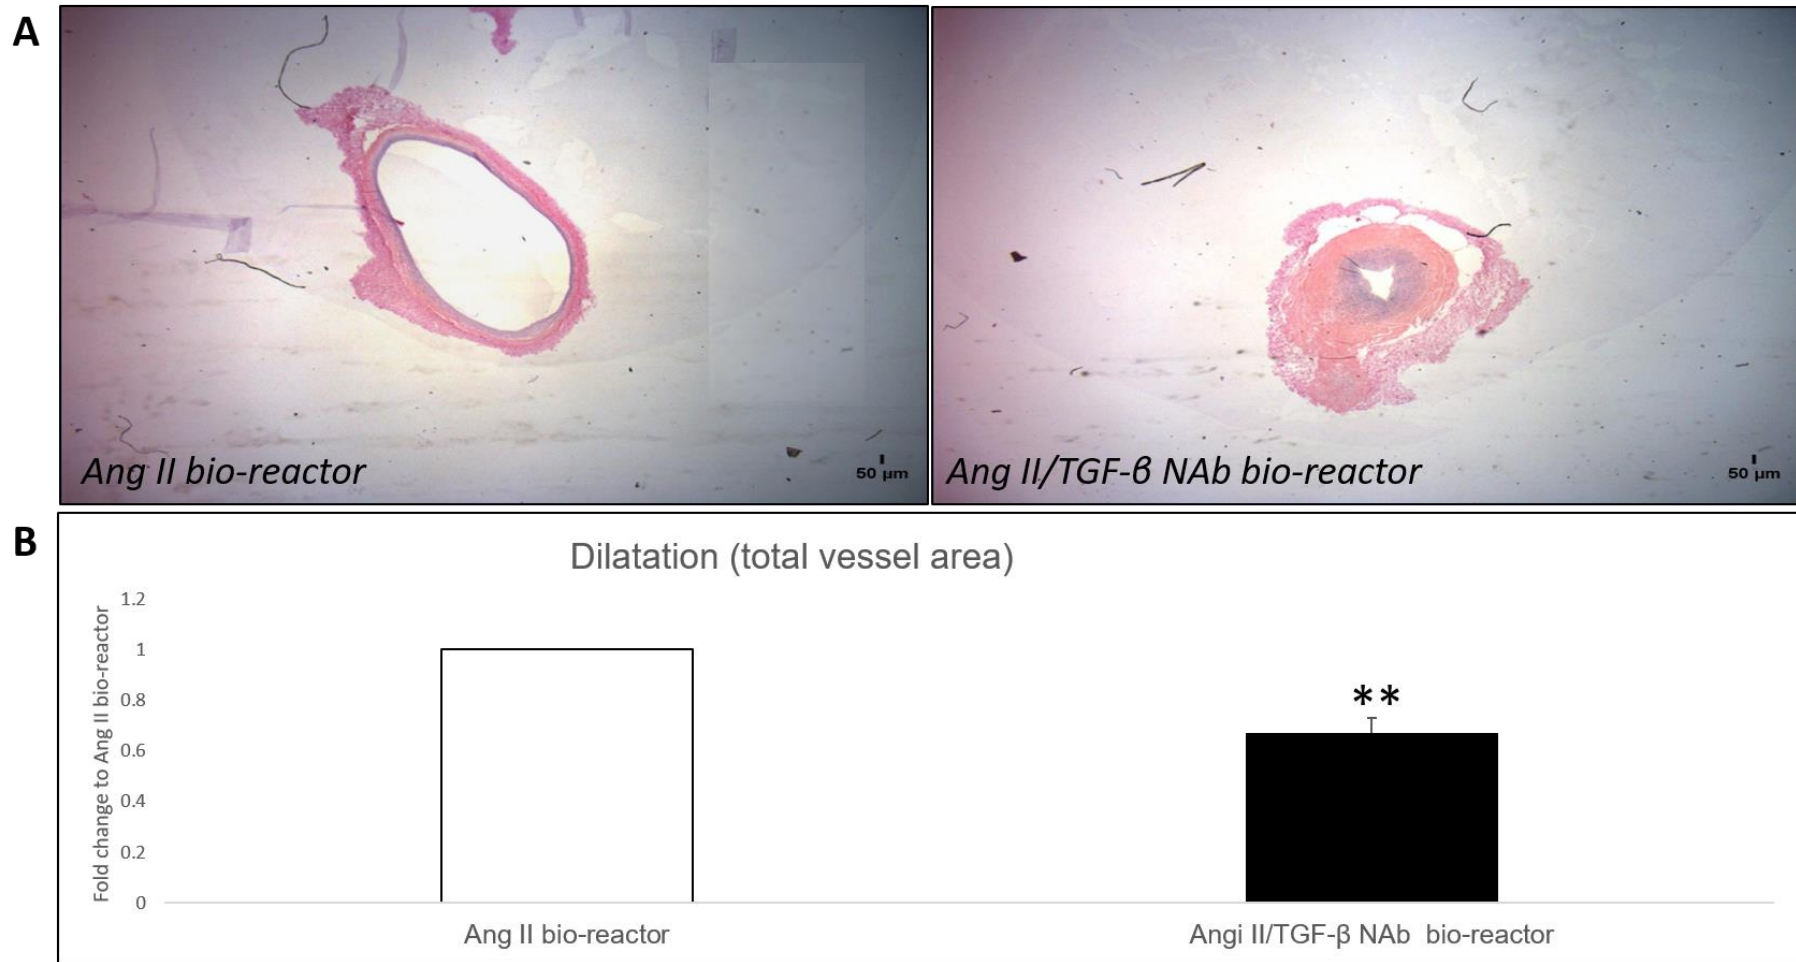 A
Ang II bio-reactor
50 µm
Ang II/TGF-β NAb bio-reactor
50 µm
B
Dilatation (total vessel area)
Fold change to Ang II bio-reactor
1.2
1
0.8
0.6
0.4
0.2
0
**
Ang II bio-reactor
Angi II/TGF-β NAb bio-reactor